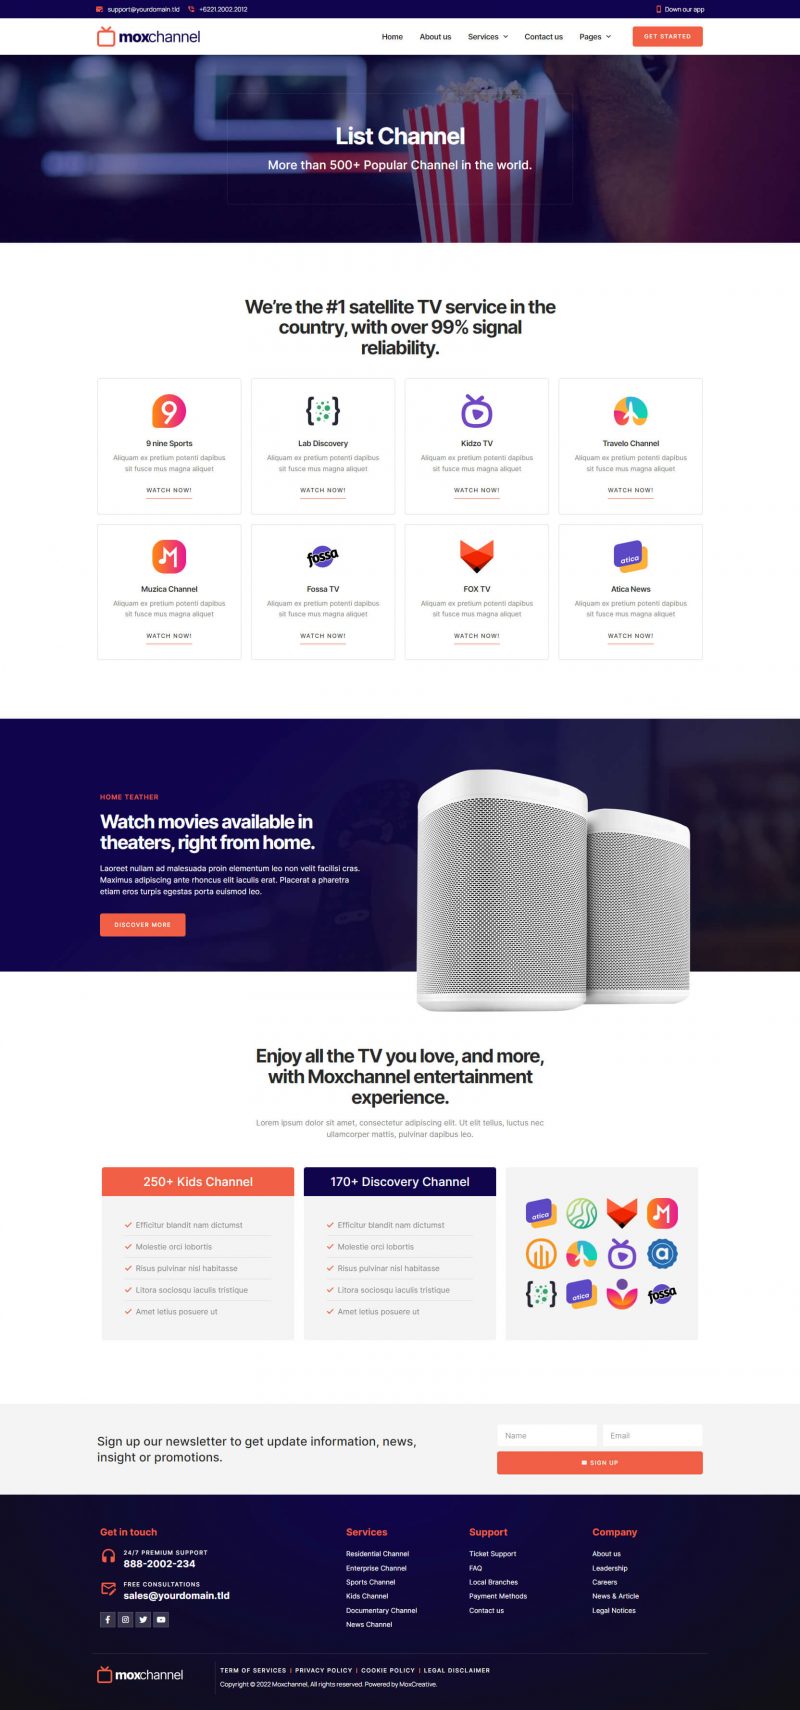 support@yourdomain.tld +6221.2002.2012 Down our app
moxchannel Home About us Services Contact us Pages GET STARTED
List Channel
More than 500+ Popular Channel in the world.
We're the #1 satellite TV service in the
country, with over 99% signal
reliability.
9 nine Sports Lab Discovery Kidzo TV Travelo Channel
Aliquam ex pretium potenti dapibus Aliquam ex pretium potenti dapibus Aliquam ex pretium potenti dapibus Aliquam ex pretium potenti dapibus
sit fusce mus magna aliquet sit fusce mus magna aliquet sit fusce mus magna aliquet sit fusce mus magna aliquet
WATCH NOW! WATCH NOW! WATCH NOW! WATCH NOW!
fossa atica
Muzica Channel Fossa TV FOX TV Atica News
Aliquam ex pretium potenti dapibus Aliquam ex pretium potenti dapibus Aliquam ex pretium potenti dapibus Aliquam ex pretium potenti dapibus
sit fusce mus magna aliquet sit fusce mus magna aliquet sit fusce mus magna aliquet sit fusce mus magna aliquet
WATCH NOW! WATCH NOW! WATCH NOW! WATCH NOW!
HOME TEATHER
Watch movies available in
theaters, right from home.
Laoreet nullam ad malesuada proin elementum leo non velit facilisi cras.
Maximus adipiscing ante rhoncus elit iaculis erat. Placerat a pharetra
etiam eros turpis egestas porta euismod leo.
DISCOVER MORE
Enjoy all the TV you love, and more,
with Moxchannel entertainment
experience.
Lorem ipsum dolor sit amet, consectetur adipiscing elit. Ut elit tellus, luctus nec
ullamcorper mattis, pulvinar dapibus leo.
250+ Kids Channel
Efficitur blandit nam dictumst
Molestie orci lobortis
Risus pulvinar nisl habitasse
Litora sociosqu iaculis tristique
Amet letius posuere ut
170+ Discovery Channel
Efficitur blandit nam dictumst
Molestie orci lobortis
Risus pulvinar nisl habitasse
Litora sociosqu iaculis tristique
Amet letius posuere ut
atica
a
atica fossa
Sign up our newsletter to get update information, news,
insight or promotions.
Name Email
SIGN UP
Get in touch
24/7 PREMIUM SUPPORT
888-2002-234
FREE CONSULTATIONS
sales@yourdomain.tld
Services
Residential Channel
Enterprise Channel
Sports Channel
Kids Channel
Documentary Channel
News Channel
Support
Ticket Support
FAQ
Local Branches
Payment Methods
Contact us
Company
About us
Leadership
Careers
News & Article
Legal Notices
moxchannel
TERM OF SERVICES | PRIVACY POLICY | COOKIE POLICY | LEGAL DISCLAIMER
Copyright © 2022 Moxchannel, All rights reserved. Powered by MoxCreative.